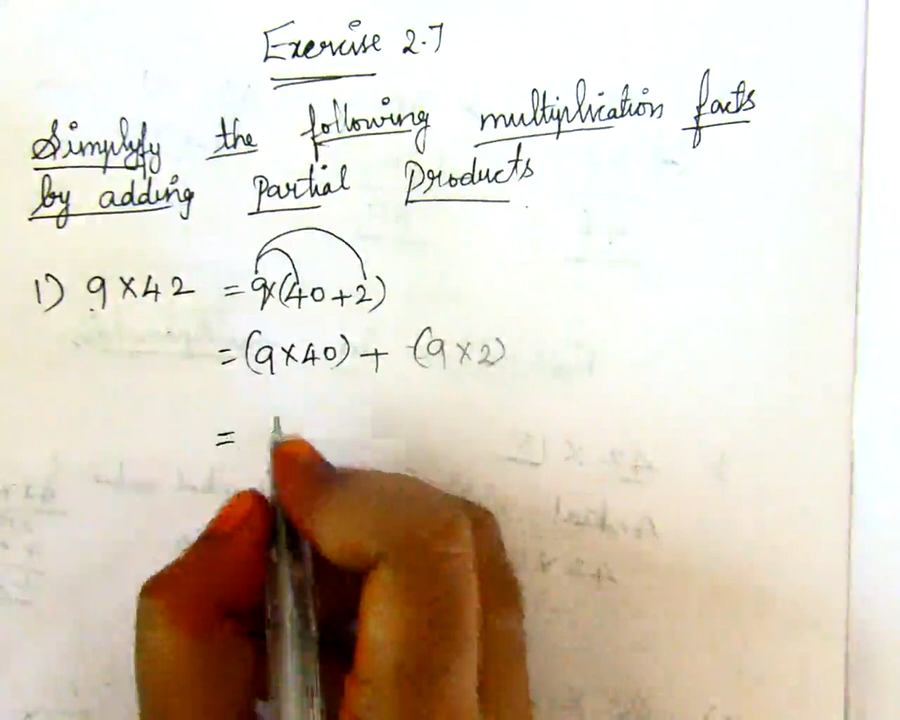 Exercise 2.7
Simplyfy the following multiplication facts
by adding Partial Products
1) 9×42 = 9×(40+2)
= (9×40) + (9×2)
=